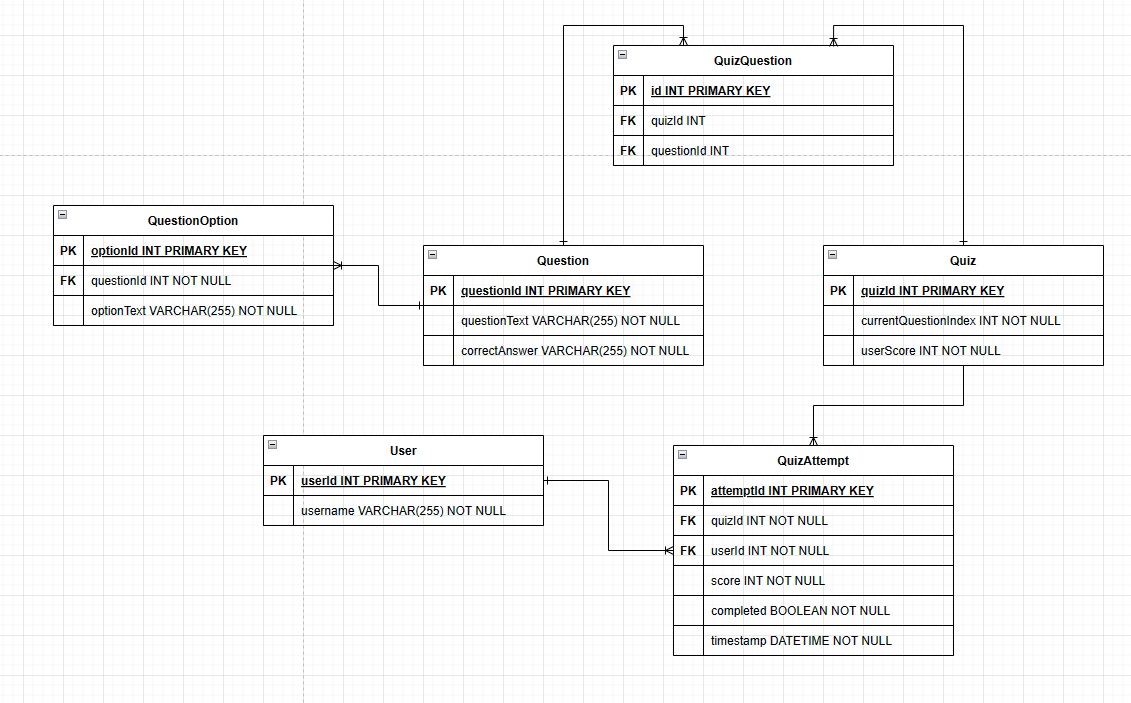 QuizQuestion
PK id INT PRIMARY KEY
FK quizId INT
FK questionId INT
QuestionOption
PK optionId INT PRIMARY KEY
FK questionId INT NOT NULL
optionText VARCHAR(255) NOT NULL
Question
PK questionId INT PRIMARY KEY
questionText VARCHAR(255) NOT NULL
correctAnswer VARCHAR(255) NOT NULL
Quiz
PK quizId INT PRIMARY KEY
currentQuestionIndex INT NOT NULL
userScore INT NOT NULL
User
PK userId INT PRIMARY KEY
username VARCHAR(255) NOT NULL
QuizAttempt
PK attemptId INT PRIMARY KEY
FK quizId INT NOT NULL
FK userId INT NOT NULL
score INT NOT NULL
completed BOOLEAN NOT NULL
timestamp DATETIME NOT NULL